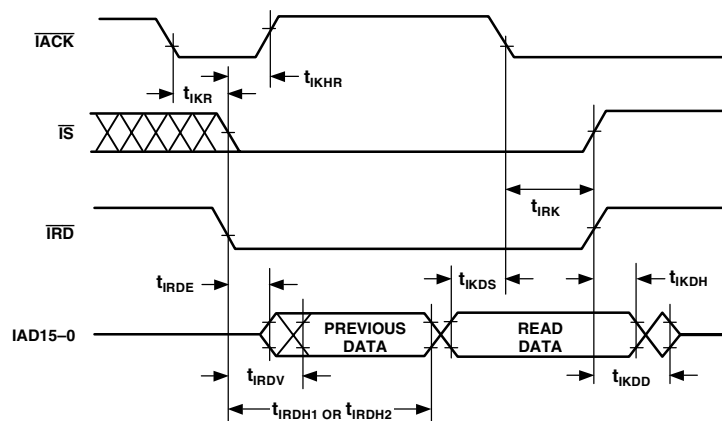 IACK
tIKR
tIKHR
IS
tIRK
IRD
tIRDE
tIKDS
tIKDH
IAD15–0
PREVIOUS
DATA
READ
DATA
tIRDV
tIKDD
tIRDH1 OR tIRDH2